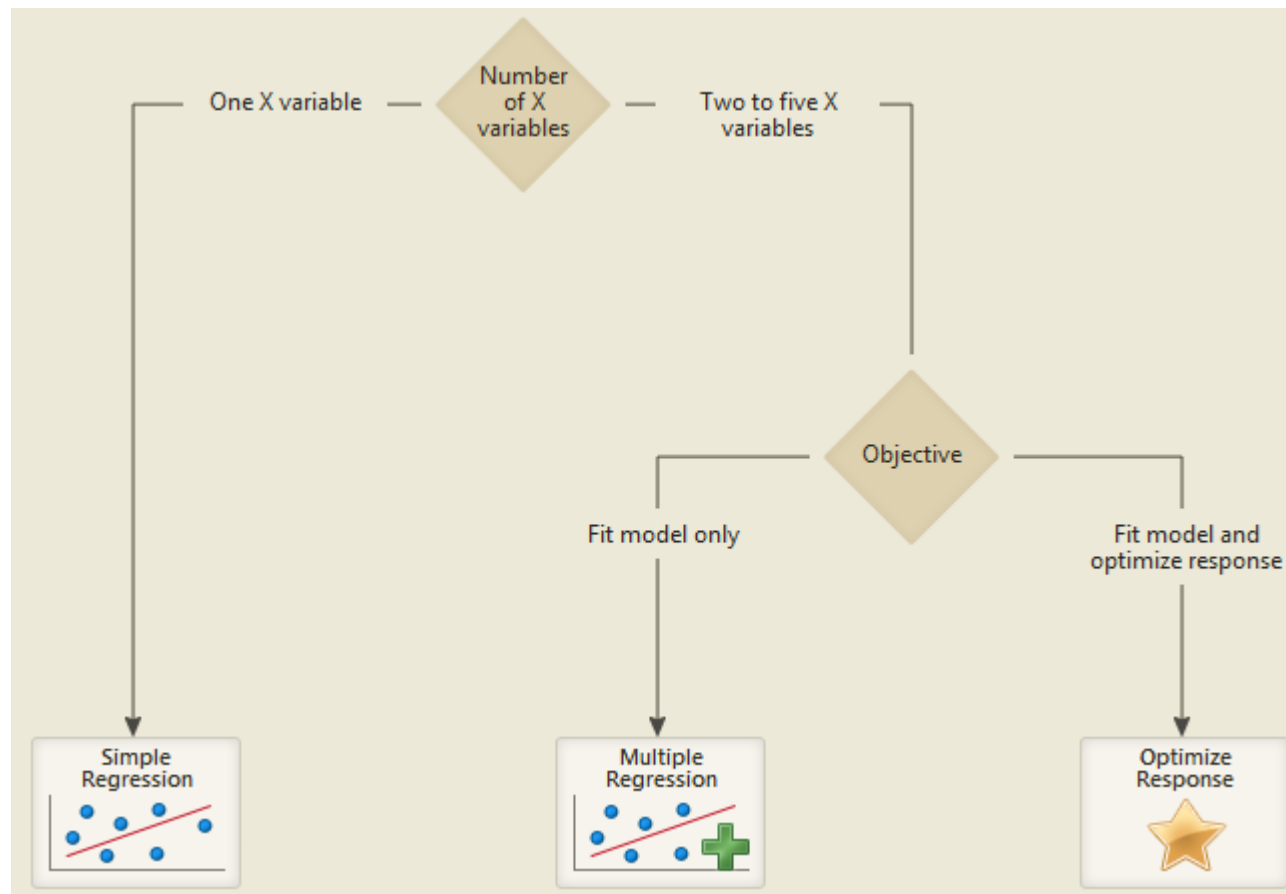 Number
of X
variables
One X variable
Two to five X
variables
Objective
Fit model only
Fit model and
optimize response
Simple
Regression
Multiple
Regression
Optimize
Response